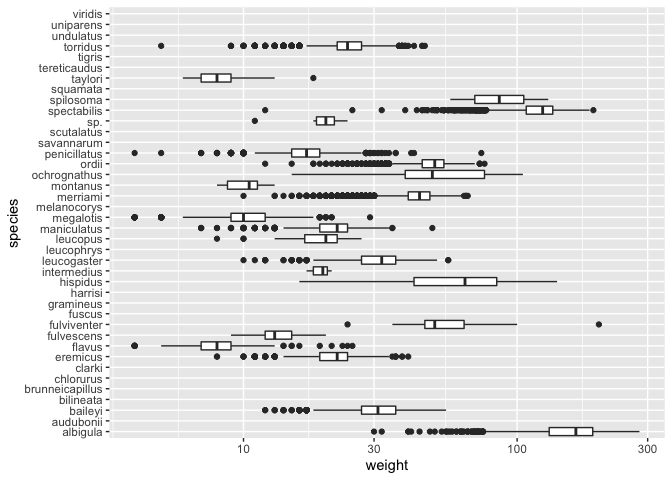 viridis
uniparens
undulatus
torridus
tigris
tereticaudus
taylori
squamata
spilosoma
spectabilis
sp.
scutalatus
savannarum
penicillatus
ordii
ochrognathus
montanus
merriami
melanocorys
megalotis
maniculatus
leucopus
leucophrys
leucogaster
intermedius
hispidus
harrisi
gramineus
fuscus
fulviventer
fulvescens
flavus
eremicus
clarki
chlorurus
brunneicapillus
bilineata
baileyi
audubonii
albigula
species
10 30 100 300
weight